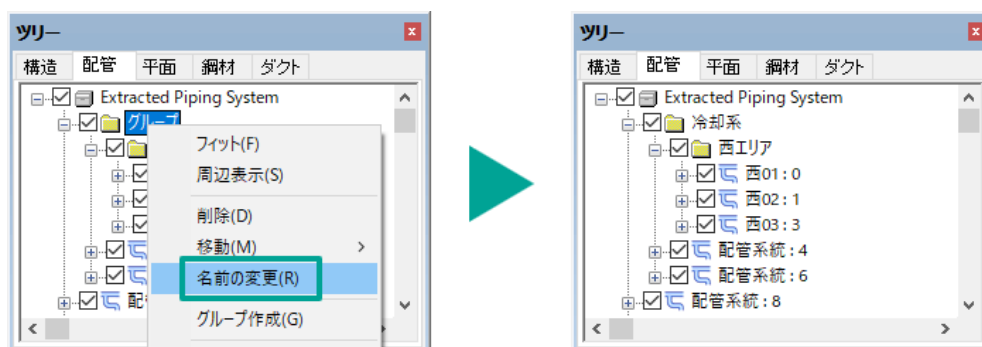 ツリー
構造 配管 平面 鋼材 ダクト
Extracted Piping System
グループ
フィット(F)
周辺表示(S)
削除(D)
移動(M)
名前の変更(R)
グループ作成(G)
配
ツリー
構造 配管 平面 鋼材 ダクト
Extracted Piping System
冷却系
西エリア
西01:0
西02:1
西03:3
配管系統:4
配管系統:6
配管系統:8